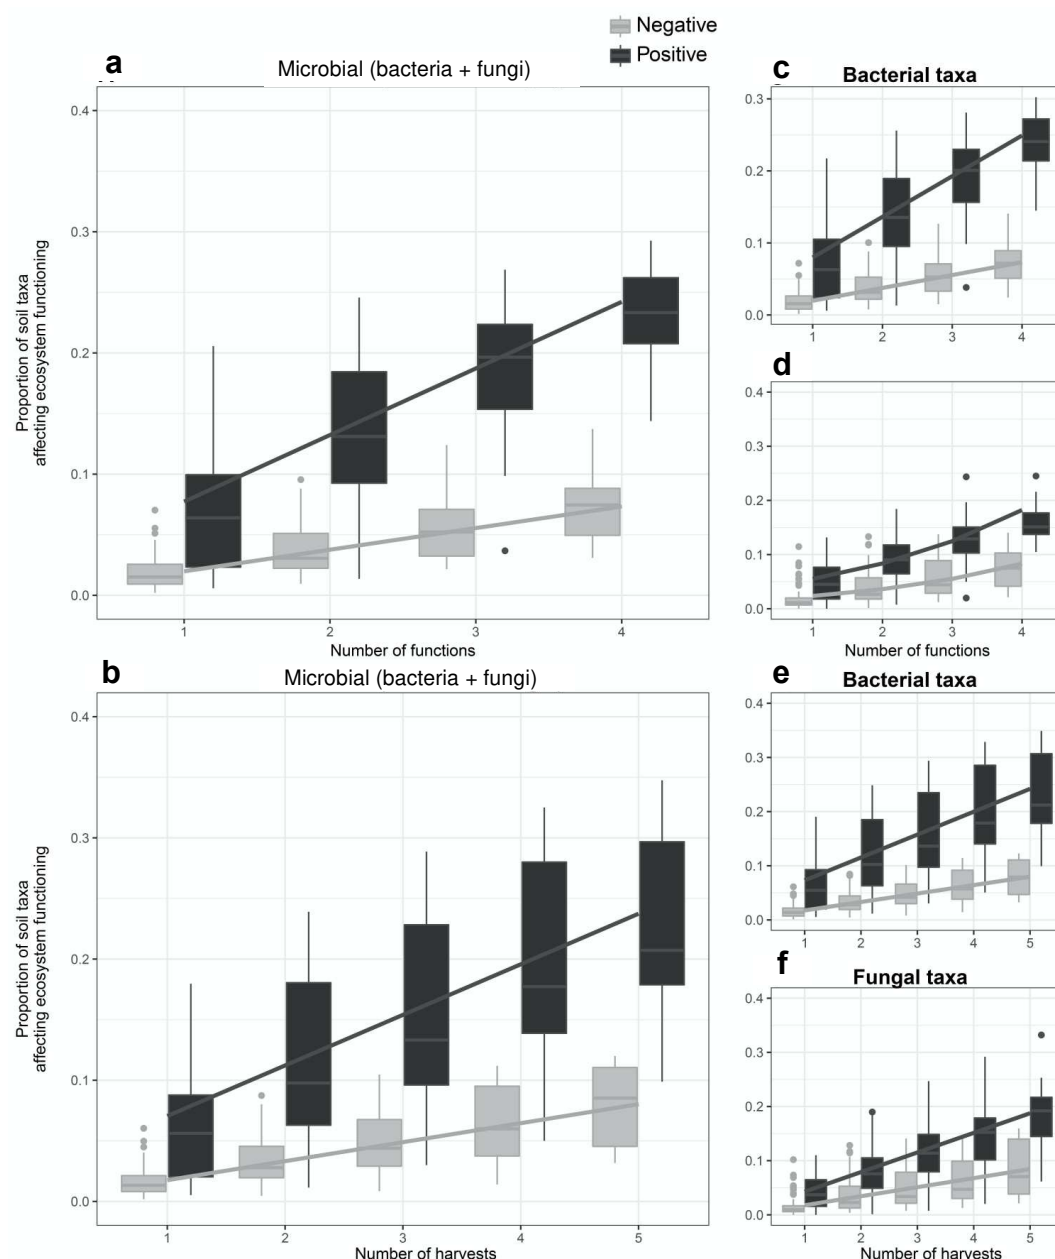 Negative
Positive
a
Microbial (bacteria + fungi)
0.4
0.3
0.2
0.1
0.0
Proportion of soil taxa
affecting ecosystem functioning
1 2 3 4
Number of functions
c
Bacterial taxa
0.3
0.2
0.1
0.0
1 2 3 4
d
0.4
0.3
0.2
0.1
0.0
1 2 3 4
Number of functions
b
Microbial (bacteria + fungi)
0.4
0.3
0.2
0.1
0.0
Proportion of soil taxa
affecting ecosystem functioning
1 2 3 4 5
Number of harvests
e
Bacterial taxa
0.4
0.3
0.2
0.1
0.0
1 2 3 4 5
f
Fungal taxa
0.4
0.3
0.2
0.1
0.0
1 2 3 4 5
Number of harvests